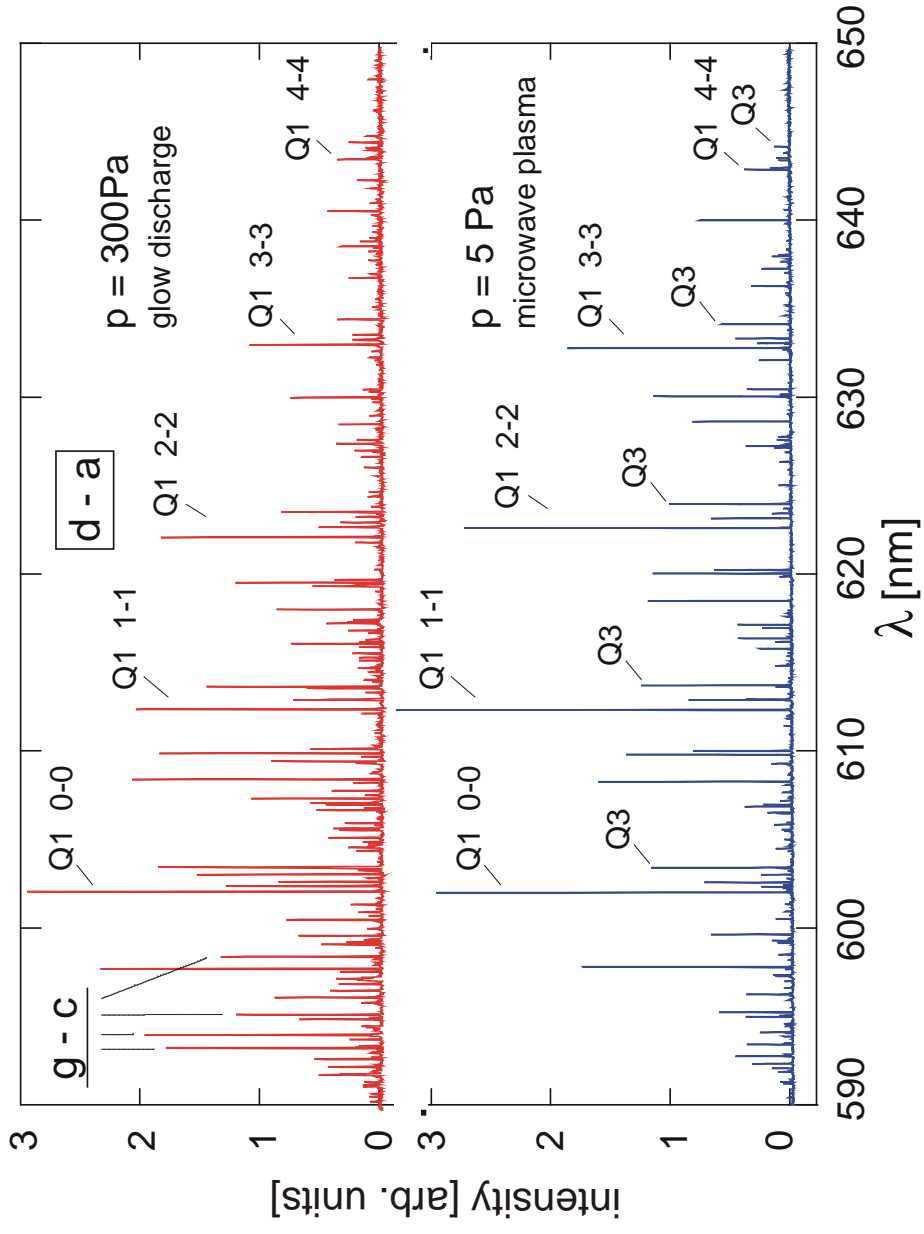 3
2
1
0
intensity [arb. units]
g - c
Q1 0-0
Q1 1-1
d - a
Q1 2-2
Q1 3-3
Q1 4-4
p = 300Pa
glow discharge
3
2
1
0
Q1 0-0
Q3
Q1 1-1
Q3
Q1 2-2
Q3
Q1 3-3
Q3
Q1 4-4
Q3
p = 5 Pa
microwave plasma
590 600 610 620 630 640 650
λ [nm]